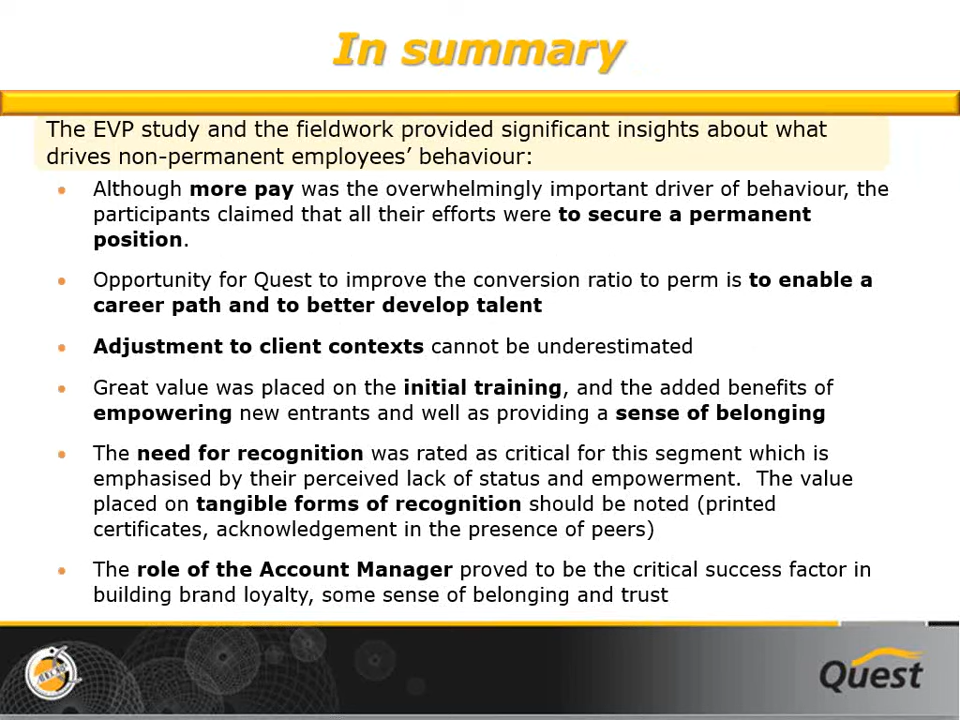 In summary
The EVP study and the fieldwork provided significant insights about what
drives non-permanent employees’ behaviour:
• Although more pay was the overwhelmingly important driver of behaviour, the
participants claimed that all their efforts were to secure a permanent
position.
• Opportunity for Quest to improve the conversion ratio to perm is to enable a
career path and to better develop talent
• Adjustment to client contexts cannot be underestimated
• Great value was placed on the initial training, and the added benefits of
empowering new entrants and well as providing a sense of belonging
• The need for recognition was rated as critical for this segment which is
emphasised by their perceived lack of status and empowerment. The value
placed on tangible forms of recognition should be noted (printed
certificates, acknowledgement in the presence of peers)
• The role of the Account Manager proved to be the critical success factor in
building brand loyalty, some sense of belonging and trust
Quest